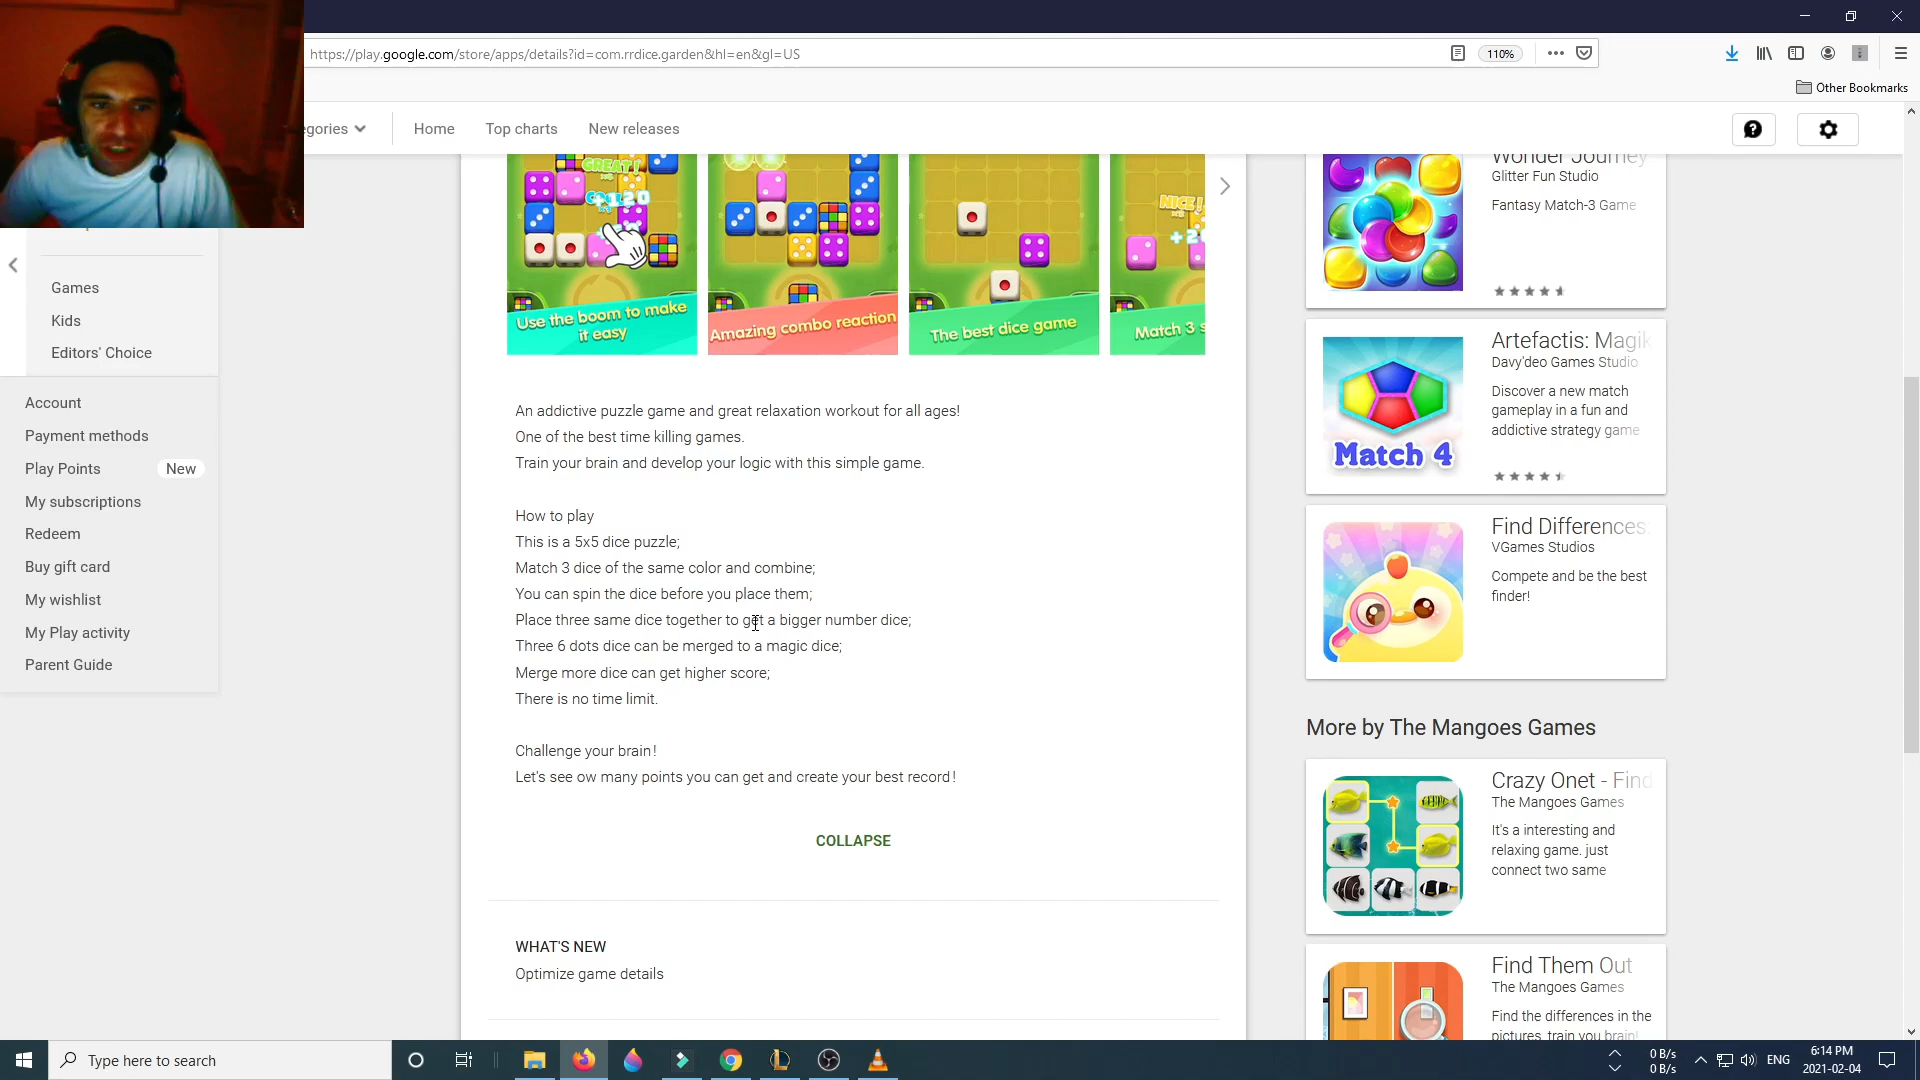 https://play.google.com/store/apps/details?id=com.rrdice.garden&hl=en&gl=US
110%
Other Bookmarks
egories
Home
Top charts
New releases
Games
Kids
Editors' Choice
Account
Payment methods
Play Points
New
My subscriptions
Redeem
Buy gift card
My wishlist
My Play activity
Parent Guide
GREAT!
Use the boom to make
it easy
Amazing combo reaction
The best dice game
NICE!
Match 3 s
An addictive puzzle game and great relaxation workout for all ages!
One of the best time killing games.
Train your brain and develop your logic with this simple game.
How to play
This is a 5x5 dice puzzle;
Match 3 dice of the same color and combine;
You can spin the dice before you place them;
Place three same dice together to get a bigger number dice;
Three 6 dots dice can be merged to a magic dice;
Merge more dice can get higher score;
There is no time limit.
Challenge your brain!
Let's see ow many points you can get and create your best record!
COLLAPSE
WHAT'S NEW
Optimize game details
Wonder Journey
Glitter Fun Studio
Fantasy Match-3 Game
Match 4
Artefactis: Magik
Davy'deo Games Studio
Discover a new match
gameplay in a fun and
addictive strategy game
Find Differences:
VGames Studios
Compete and be the best
finder!
More by The Mangoes Games
Crazy Onet - Find
The Mangoes Games
It's a interesting and
relaxing game. just
connect two same
Find Them Out
The Mangoes Games
Find the differences in the
pictures, train you brain!
Type here to search
0 B/s
0 B/s
ENG
6:14 PM
2021-02-04